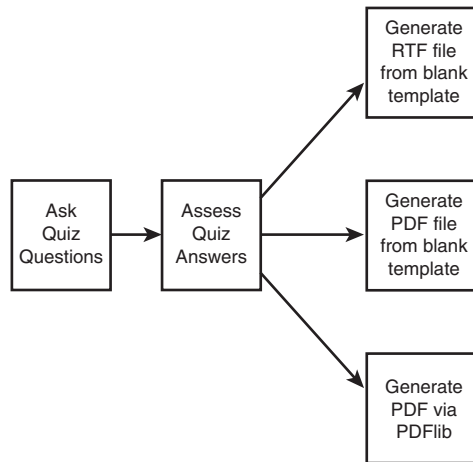 Generate
RTF file
from blank
template
Ask
Quiz
Questions
Assess
Quiz
Answers
Generate
PDF file
from blank
template
Generate
PDF via
PDFlib